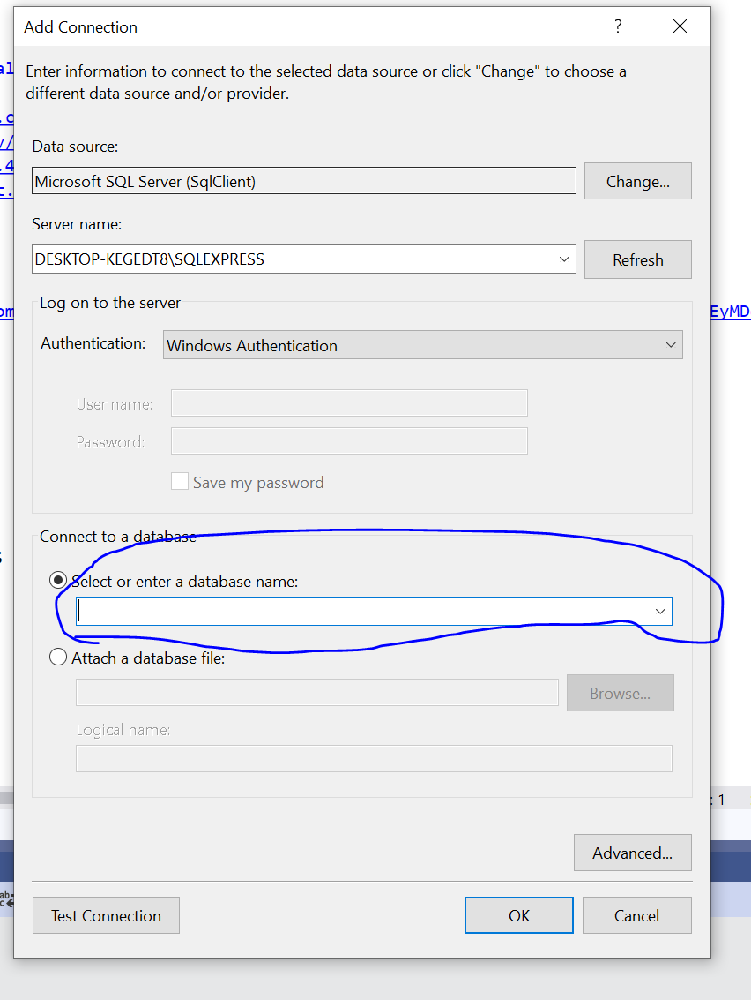 Add Connection
?
Enter information to connect to the selected data source or click "Change" to choose a
different data source and/or provider.
Data source:
Microsoft SQL Server (SqlClient)
Change...
Server name:
DESKTOP-KEGEDT8\SQLEXPRESS
Refresh
Log on to the server
EyMD
Authentication:
Windows Authentication
User name:
Password:
Save my password
Connect to a database
Select or enter a database name:
Attach a database file:
Browse...
Logical name:
: 1
Advanced...
Test Connection
OK
Cancel